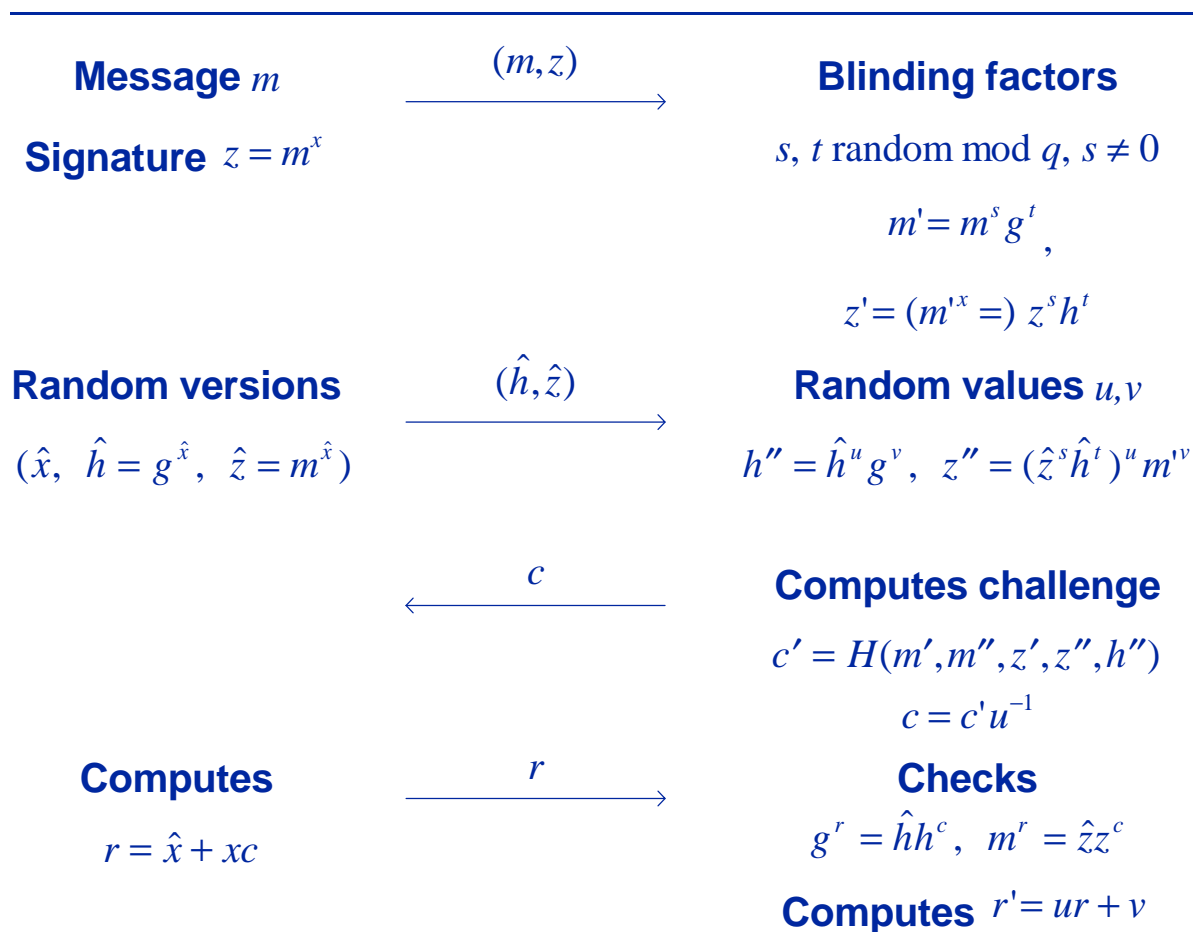 Message m (m, z) Blinding factors
Signature z = m^x s, t random mod q, s ≠ 0
m' = m^s g^t,
z' = (m'^x =) z^s h^t
Random versions (ĥ, ẑ) Random values u,v
(x̂, ĥ = g^x̂, ẑ = m^x̂) h″ = ĥ^u g^v, z″ = (ẑ^s ĥ^t)^u m'^v
c Computes challenge
c′ = H(m′, m″, z′, z″, h″)
c = c'u^−1
Computes r Checks
r = x̂ + xc g^r = ĥh^c, m^r = ẑz^c
Computes r' = ur + v